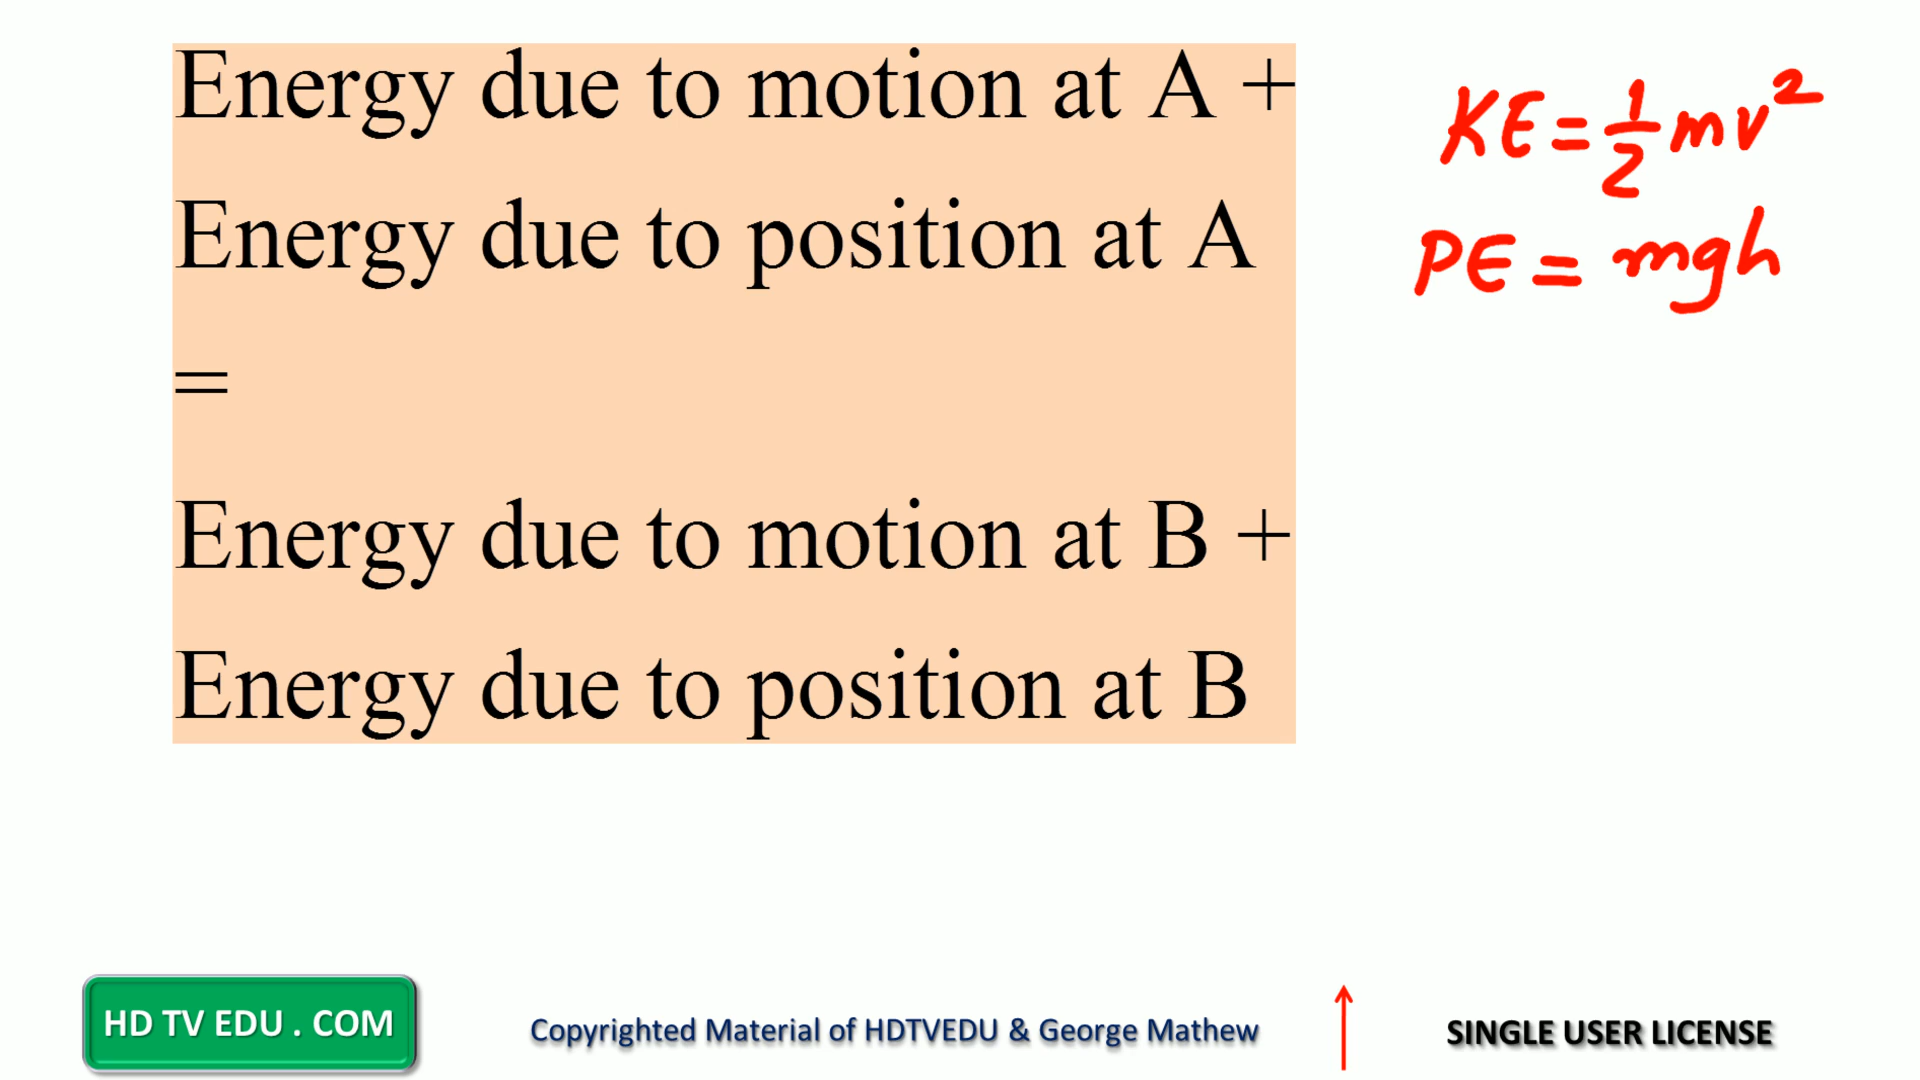 Energy due to motion at A +
Energy due to position at A
=
Energy due to motion at B +
Energy due to position at B
KE = 1/2 mv²
PE = mgh
HD TV EDU . COM
Copyrighted Material of HDTVEDU & George Mathew
SINGLE USER LICENSE